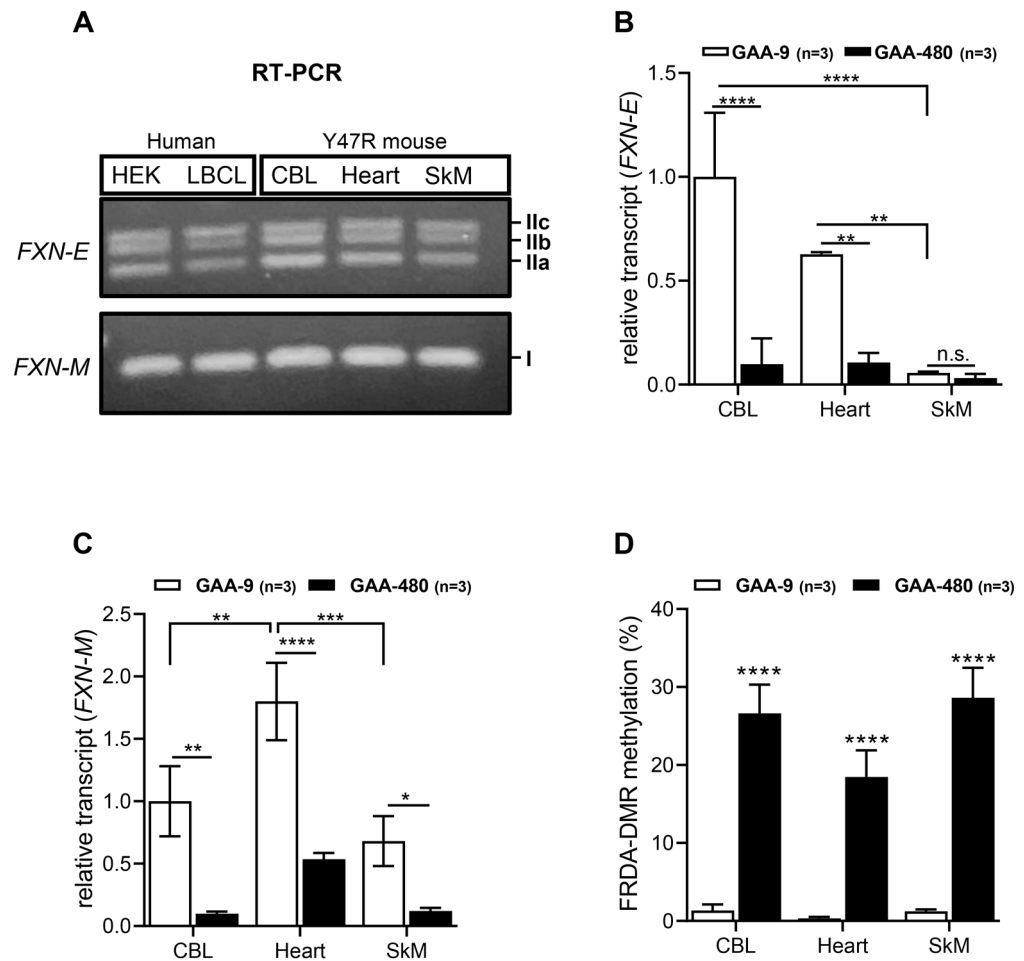 A
RT-PCR
Human
Y47R mouse
HEK LBCL CBL Heart SkM
FXN-E
IIc
IIb
IIa
FXN-M
I
B
GAA-9 (n=3) GAA-480 (n=3)
relative transcript (FXN-E)
1.5
1.0
0.5
0.0
****
****
**
**
n.s.
CBL Heart SkM
C
GAA-9 (n=3) GAA-480 (n=3)
relative transcript (FXN-M)
2.5
2.0
1.5
1.0
0.5
0.0
** ***
****
**
*
CBL Heart SkM
D
GAA-9 (n=3) GAA-480 (n=3)
FRDA-DMR methylation (%)
40
30
20
10
0
****
****
****
CBL Heart SkM